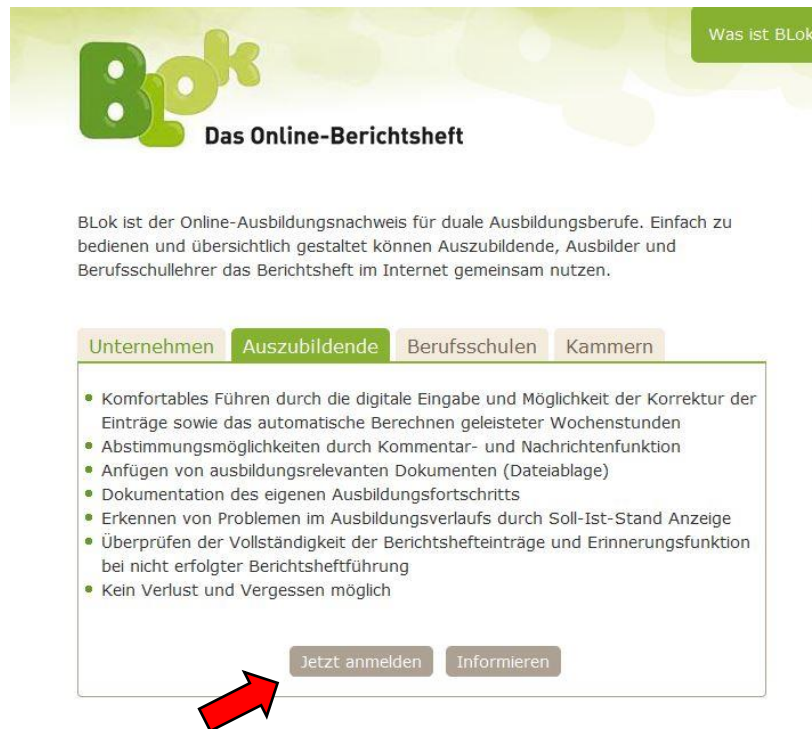 Was ist BLok
BLok
Das Online-Berichtsheft
BLok ist der Online-Ausbildungsnachweis für duale Ausbildungsberufe. Einfach zu
bedienen und übersichtlich gestaltet können Auszubildende, Ausbilder und
Berufsschullehrer das Berichtsheft im Internet gemeinsam nutzen.
Unternehmen Auszubildende Berufsschulen Kammern
Komfortables Führen durch die digitale Eingabe und Möglichkeit der Korrektur der
Einträge sowie das automatische Berechnen geleisteter Wochenstunden
Abstimmungsmöglichkeiten durch Kommentar- und Nachrichtenfunktion
Anfügen von ausbildungsrelevanten Dokumenten (Dateiablage)
Dokumentation des eigenen Ausbildungsfortschritts
Erkennen von Problemen im Ausbildungsverlaufs durch Soll-Ist-Stand Anzeige
Überprüfen der Vollständigkeit der Berichtshefteinträge und Erinnerungsfunktion
bei nicht erfolgter Berichtsheftführung
Kein Verlust und Vergessen möglich
Jetzt anmelden Informieren